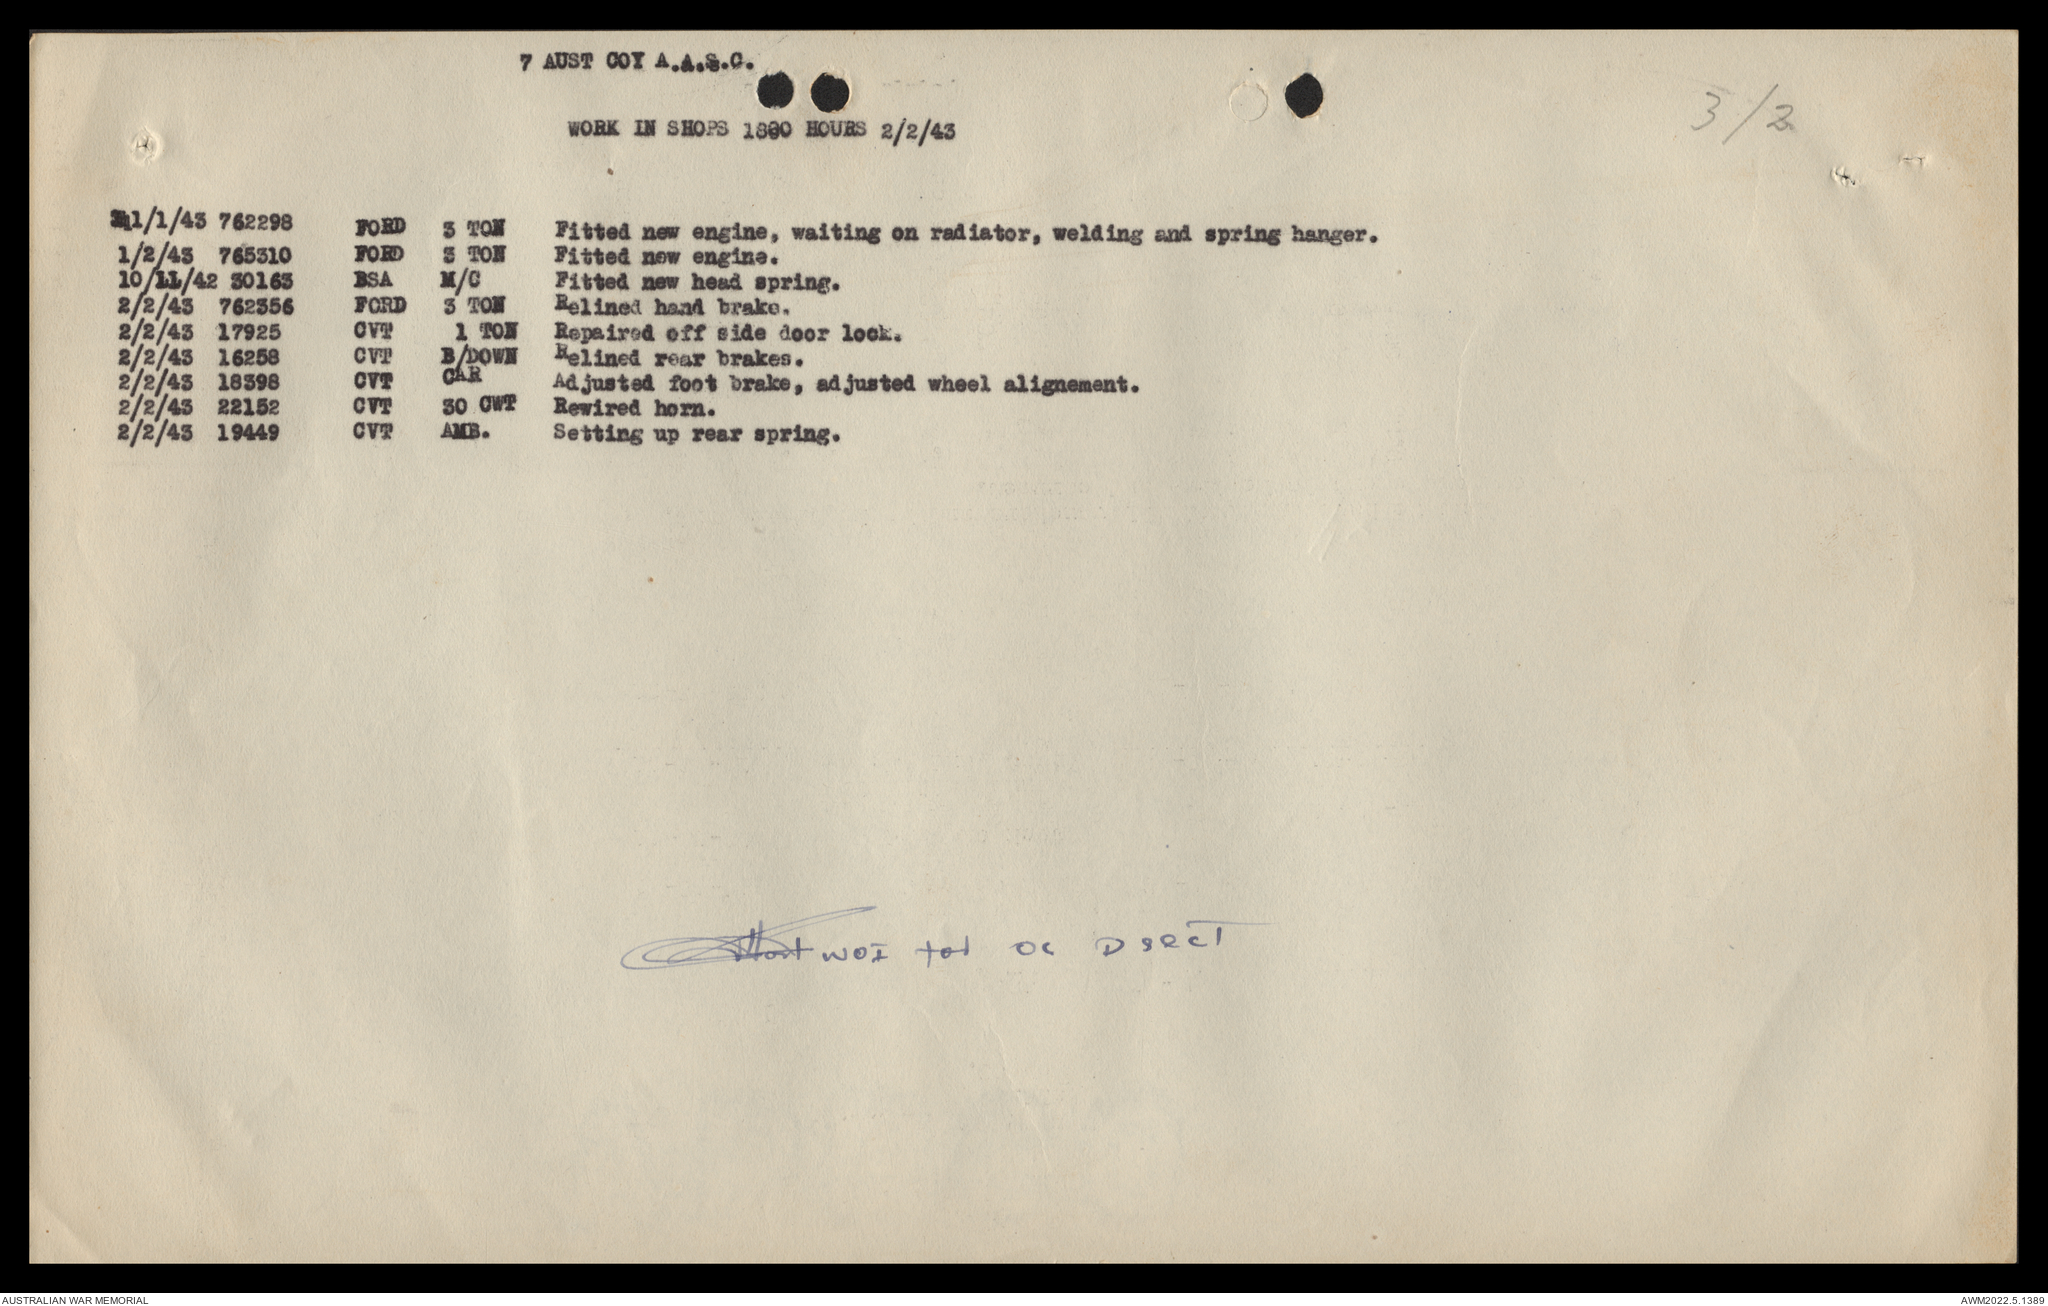 7 AUST COY A.A.S.C.
WORK IN SHOPS 1800 HOURS 2/2/43
3/2
31/1/43 762298 FORD 3 TON Fitted new engine, waiting on radiator, welding and spring hanger.
1/2/43 765310 FORD 3 TON Fitted new engine.
10/11/42 30163 BSA M/C Fitted new head spring.
2/2/43 762356 FORD 3 TON Relined hand brake.
2/2/43 17925 CVT 1 TON Repaired off side door lock.
2/2/43 16258 CVT B/DOWN Relined rear brakes.
2/2/43 18398 CVT CAR Adjusted foot brake, adjusted wheel alignement.
2/2/43 22152 CVT 30 CWT Rewired horn.
2/2/43 19449 CVT AMB. Setting up rear spring.
WOI for OC D SECT
AUSTRALIAN WAR MEMORIAL
AWM2022.5.1389